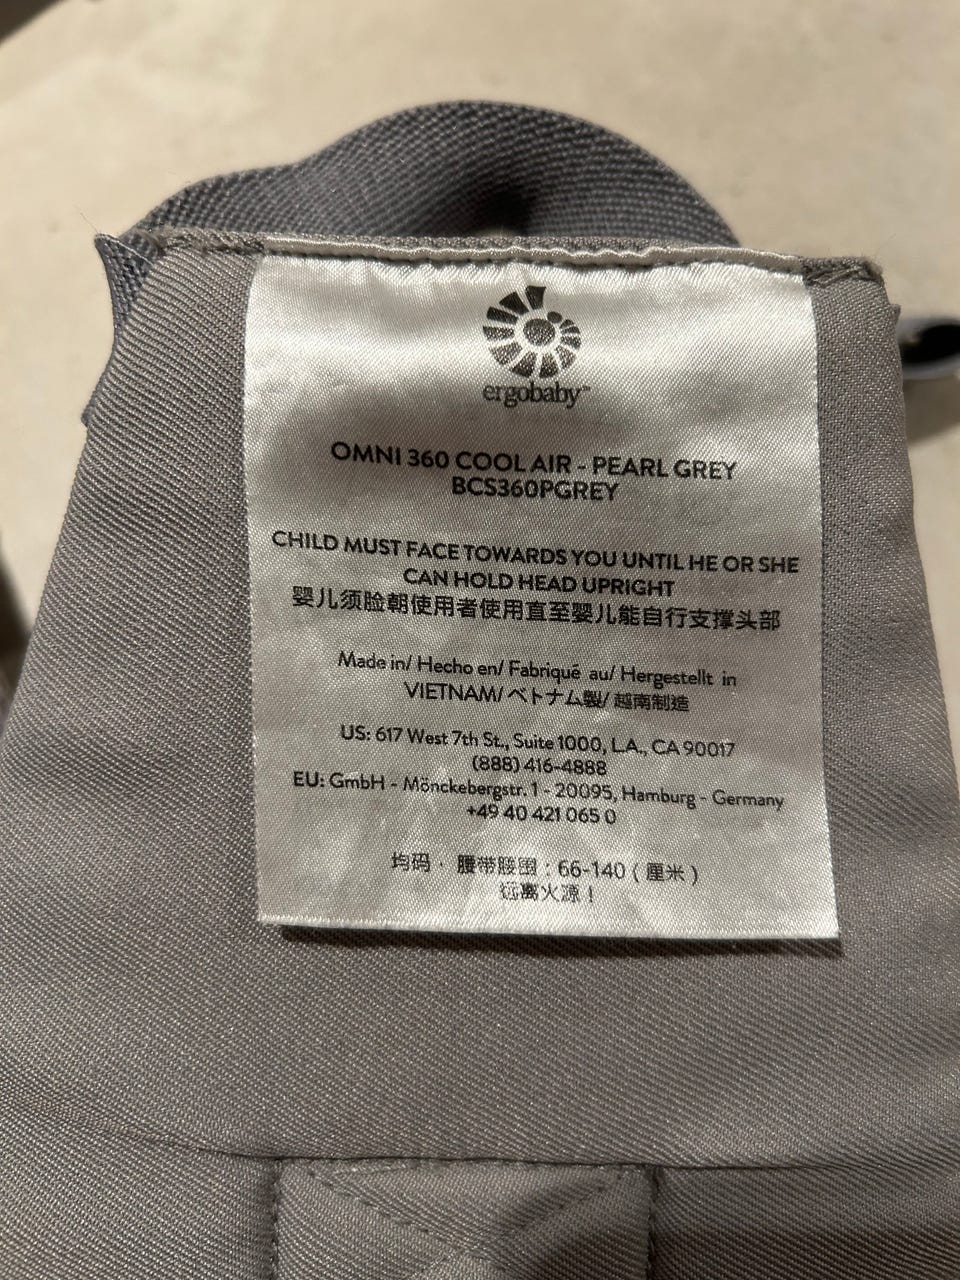 ergobaby™
OMNI 360 COOL AIR - PEARL GREY
BCS360PGREY
CHILD MUST FACE TOWARDS YOU UNTIL HE OR SHE
CAN HOLD HEAD UPRIGHT
婴儿须脸朝使用者使用直至婴儿能自行支撑头部
Made in/ Hecho en/ Fabriqué au/ Hergestellt in
VIETNAM/ ベトナム製/ 越南制造
US: 617 West 7th St., Suite 1000, L.A., CA 90017
(888) 416-4888
EU: GmbH - Mönckebergstr. 1 - 20095, Hamburg - Germany
+49 40 421 065 0
均码 · 腰带腰围 : 66-140 ( 厘米 )
远离火源 !